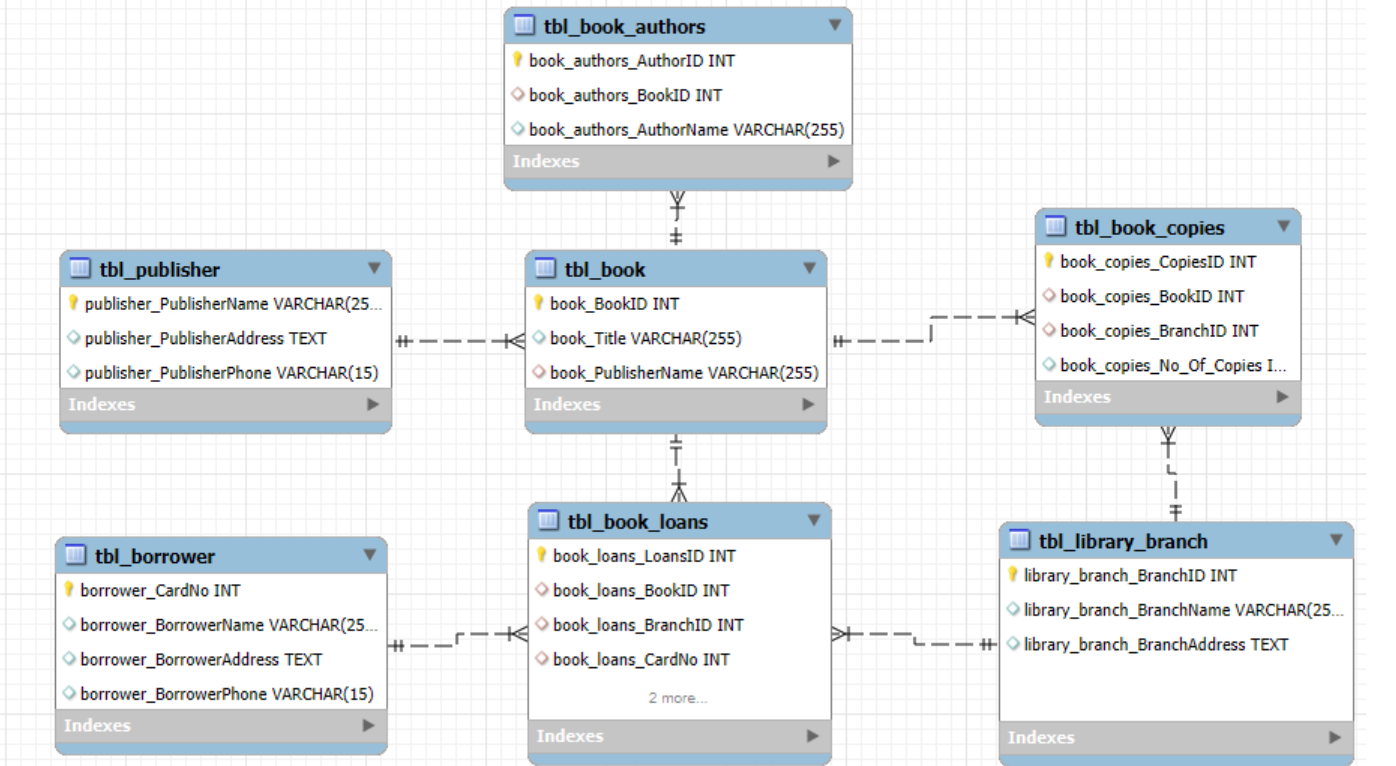 tbl_book_authors
book_authors_AuthorID INT
book_authors_BookID INT
book_authors_AuthorName VARCHAR(255)
Indexes
tbl_publisher
publisher_PublisherName VARCHAR(25...
publisher_PublisherAddress TEXT
publisher_PublisherPhone VARCHAR(15)
Indexes
tbl_book
book_BookID INT
book_Title VARCHAR(255)
book_PublisherName VARCHAR(255)
Indexes
tbl_book_copies
book_copies_CopiesID INT
book_copies_BookID INT
book_copies_BranchID INT
book_copies_No_Of_Copies I...
Indexes
tbl_borrower
borrower_CardNo INT
borrower_BorrowerName VARCHAR(25...
borrower_BorrowerAddress TEXT
borrower_BorrowerPhone VARCHAR(15)
Indexes
tbl_book_loans
book_loans_LoansID INT
book_loans_BookID INT
book_loans_BranchID INT
book_loans_CardNo INT
2 more...
Indexes
tbl_library_branch
library_branch_BranchID INT
library_branch_BranchName VARCHAR(25...
library_branch_BranchAddress TEXT
Indexes